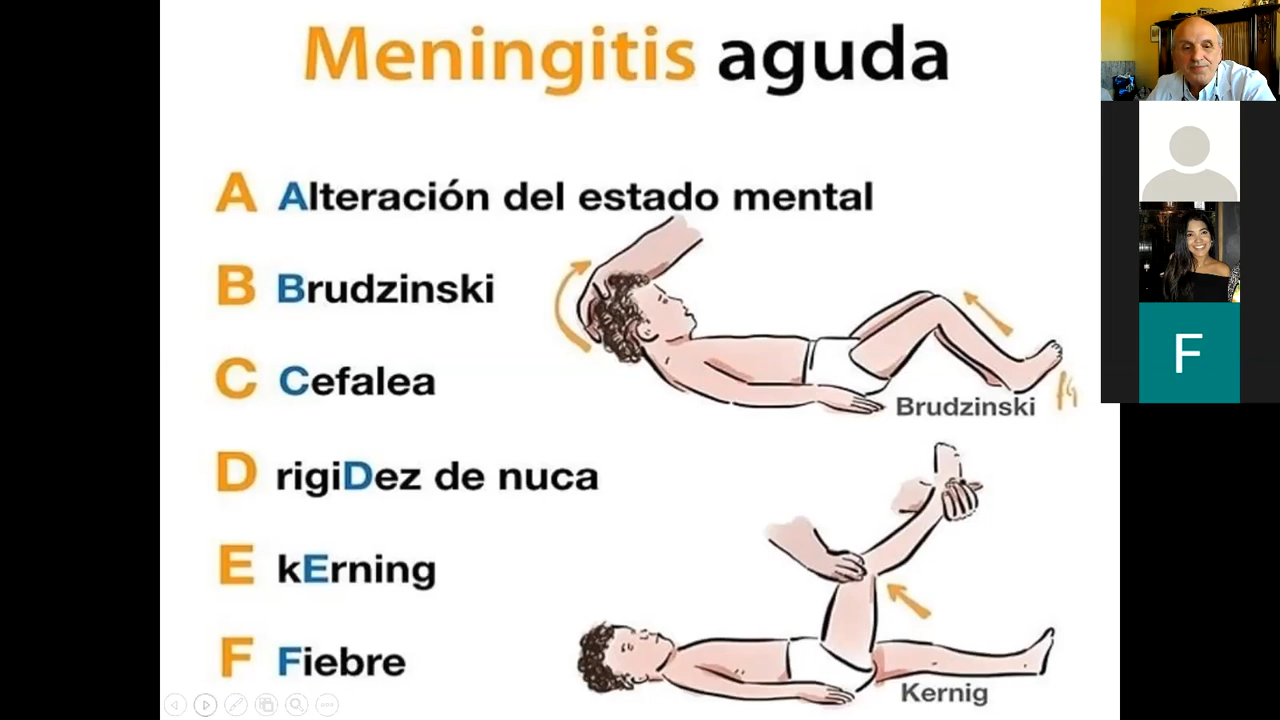 Meningitis aguda
A Alteración del estado mental
B Brudzinski
C Cefalea
Brudzinski
D rigiDez de nuca
E kErning
F Fiebre
Kernig
F